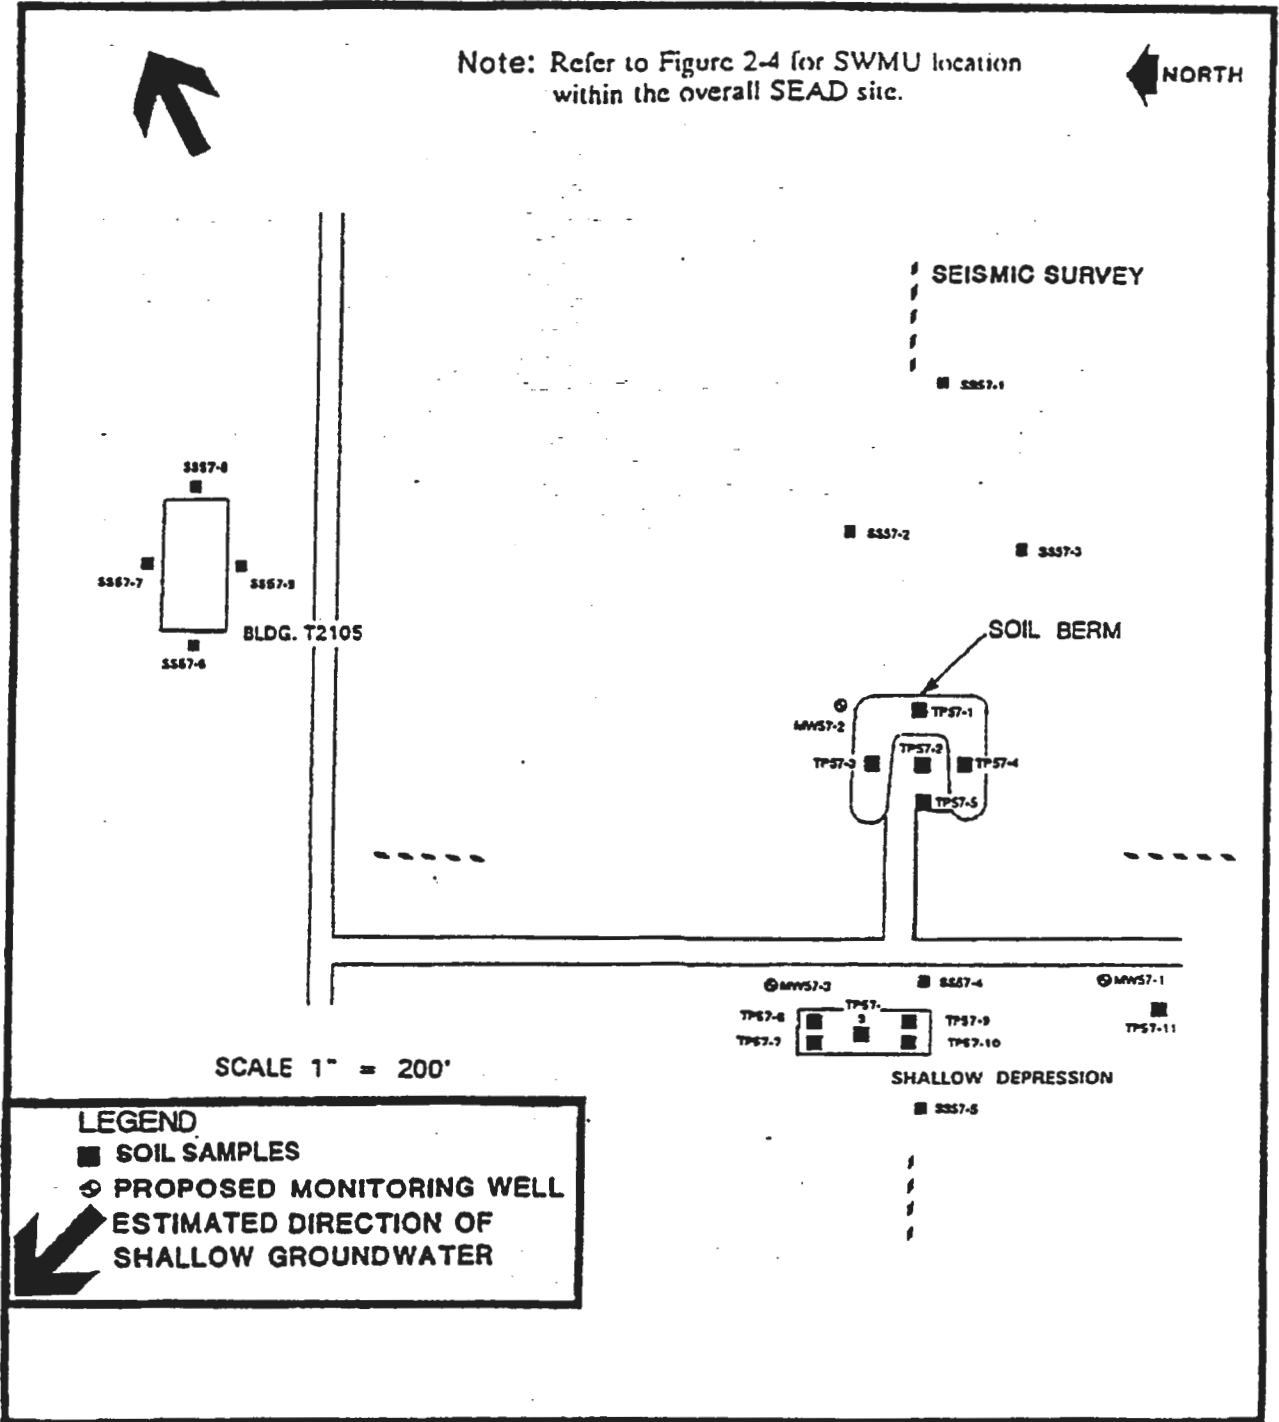 Note: Refer to Figure 2-4 for SWMU location
within the overall SEAD site.
NORTH
SEISMIC SURVEY
SS57-1
SS57-8
SS57-2
SS57-3
SS57-7
SS57-9
BLDG. T2105
SS57-6
SOIL BERM
TP57-1
MW57-2
TP57-2
TP57-3
TP57-4
TP57-5
MW57-3
SS57-4
MW57-1
TP57-
TP57-6
TP57-9
TP57-11
TP57-7
TP57-10
SCALE 1" = 200'
SHALLOW DEPRESSION
SS57-5
LEGEND
SOIL SAMPLES
PROPOSED MONITORING WELL
ESTIMATED DIRECTION OF
SHALLOW GROUNDWATER